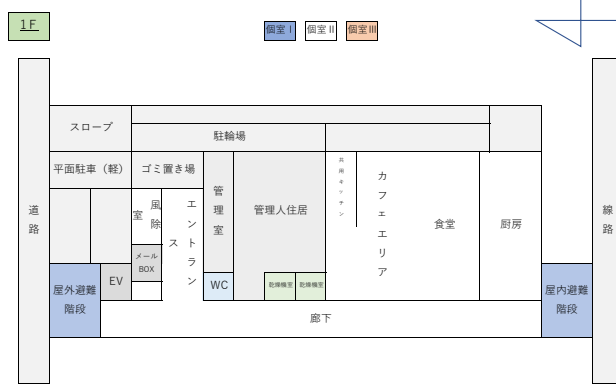 1F
個室Ⅰ 個室Ⅱ 個室Ⅲ
スロープ
駐輪場
平面駐車（軽）
ゴミ置き場
道路
風除室
エントランス
管理室
管理人住居
共用キッチン
カフェエリア
食堂
厨房
線路
メール
BOX
EV
WC
乾燥機室
乾燥機室
屋外避難
階段
屋内避難
階段
廊下